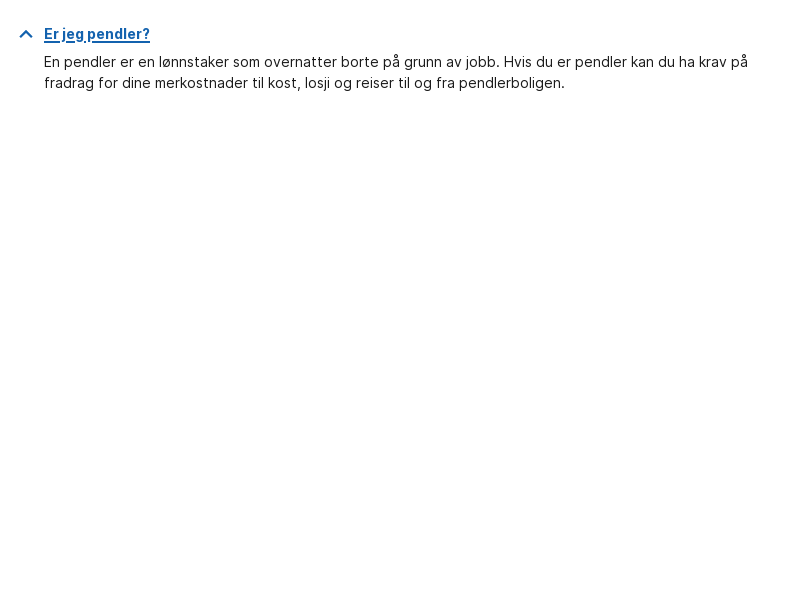 Er jeg pendler?
En pendler er en lønnstaker som overnatter borte på grunn av jobb. Hvis du er pendler kan du ha krav på
fradrag for dine merkostnader til kost, losji og reiser til og fra pendlerboligen.